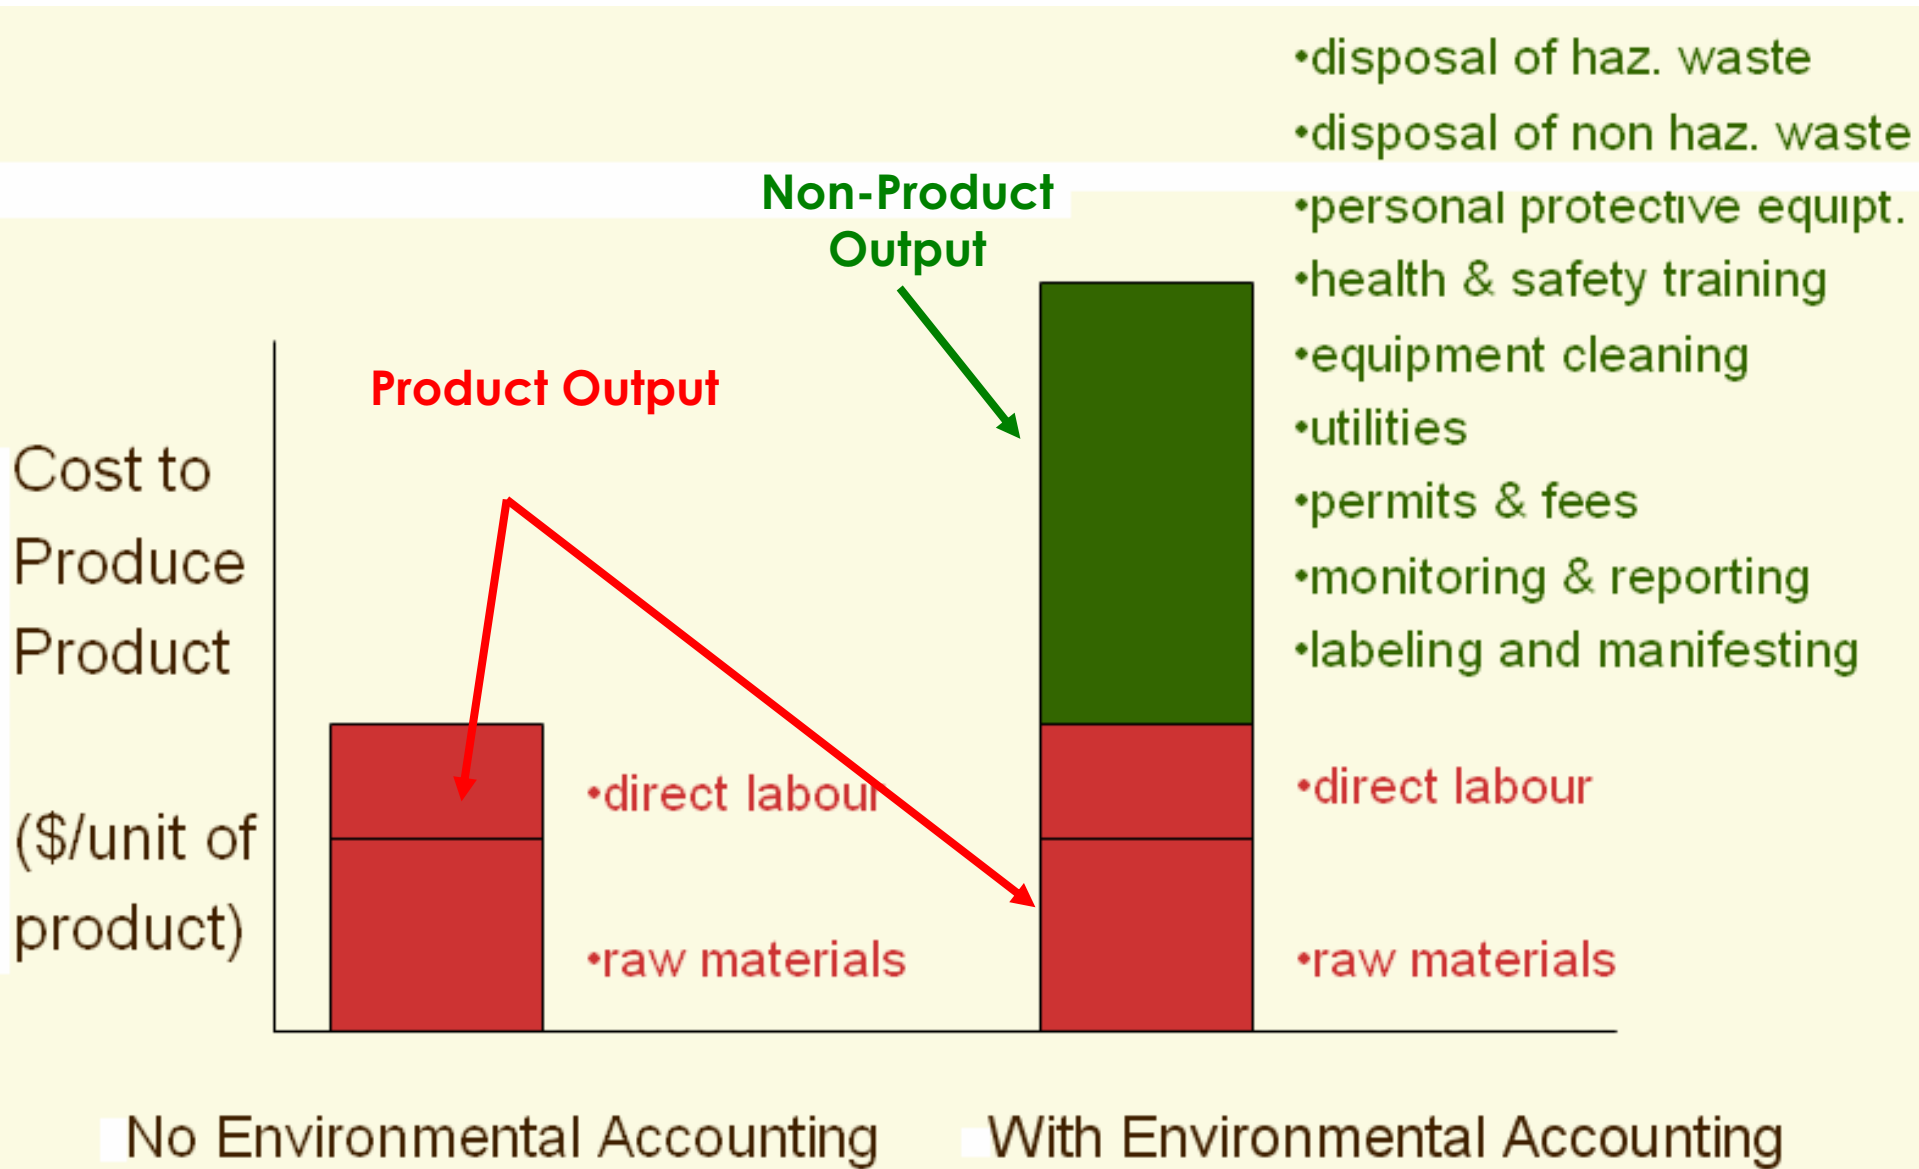 •disposal of haz. waste
•disposal of non haz. waste
•personal protective equipt.
•health & safety training
•equipment cleaning
•utilities
•permits & fees
•monitoring & reporting
•labeling and manifesting
Non-Product
Output
Product Output
Cost to
Produce
Product
($/unit of
product)
•direct labour
•raw materials
•direct labour
•raw materials
No Environmental Accounting
With Environmental Accounting